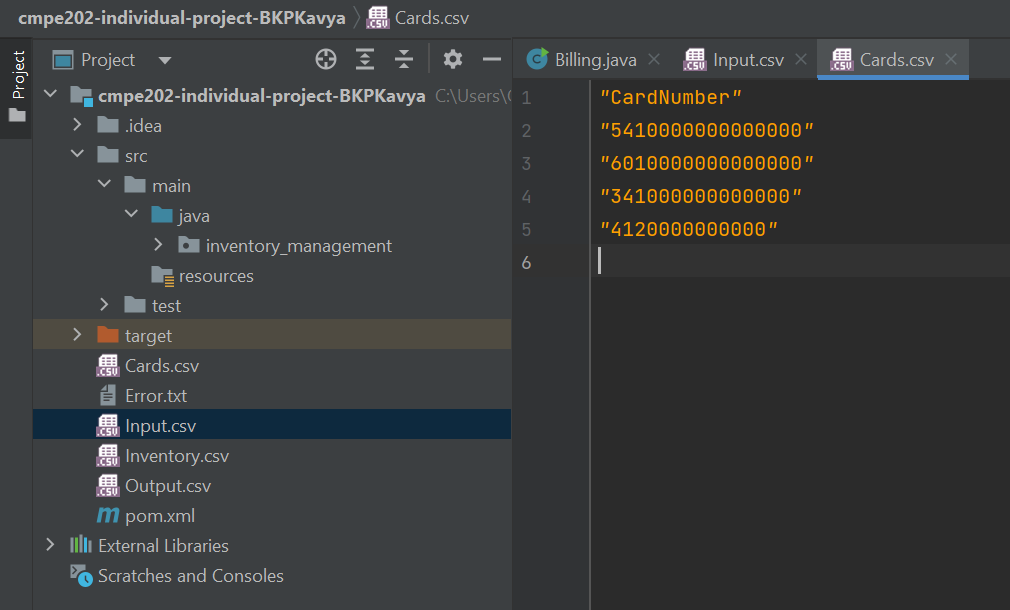 cmpe202-individual-project-BKPKavya
Cards.csv
Project
Project
cmpe202-individual-project-BKPKavya C:\Users\
.idea
src
main
java
inventory_management
resources
test
target
Cards.csv
Error.txt
Input.csv
Inventory.csv
Output.csv
pom.xml
External Libraries
Scratches and Consoles
Billing.java
Input.csv
Cards.csv
1 "CardNumber"
2 "5410000000000000"
3 "6010000000000000"
4 "341000000000000"
5 "4120000000000"
6